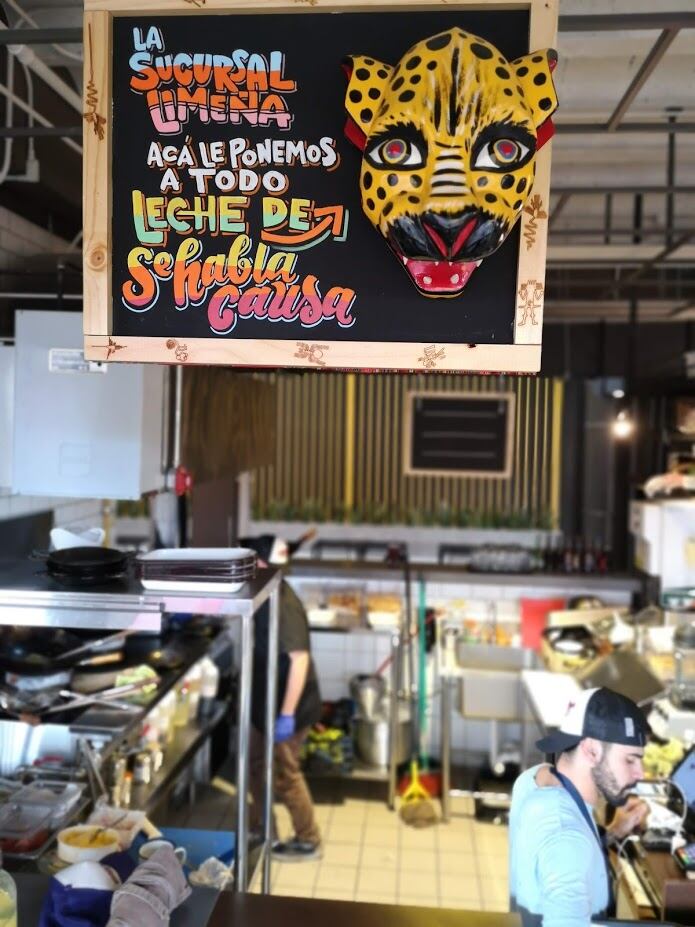 LA
SUCURSAL
LIMEÑA
ACÁ LE PONEMOS
A TODO
LECHE DE
Se habla
causa